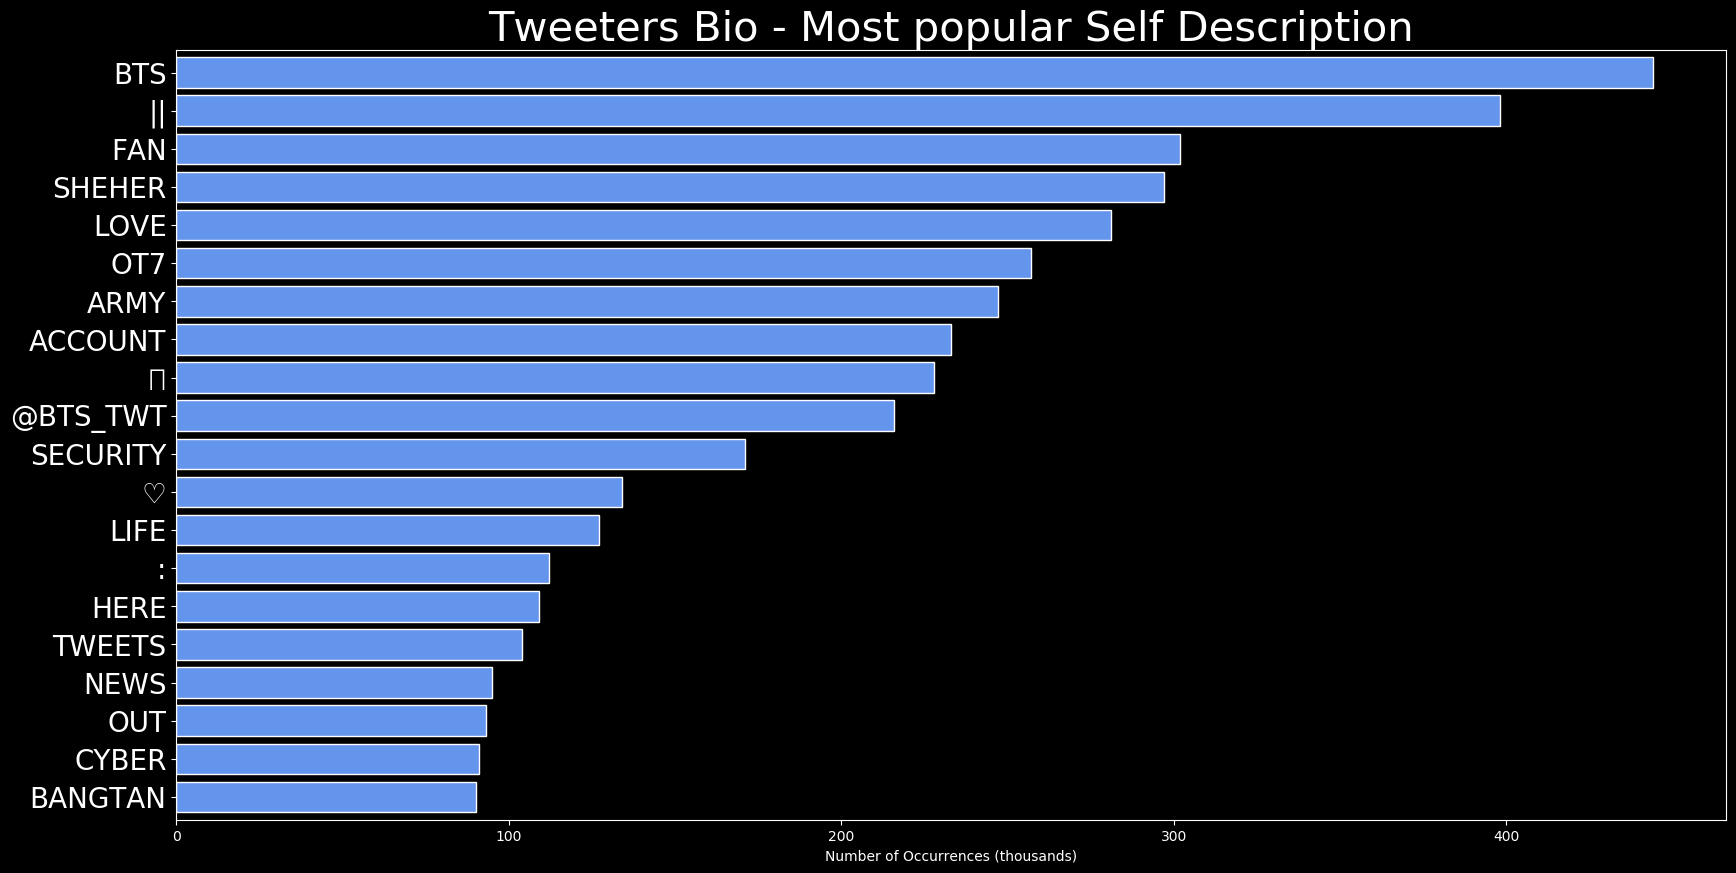 Tweeters Bio - Most popular Self Description
BTS
||
FAN
SHEHER
LOVE
OT7
ARMY
ACCOUNT
@BTS_TWT
SECURITY
♡
LIFE
:
HERE
TWEETS
NEWS
OUT
CYBER
BANGTAN
0 100 200 300 400
Number of Occurrences (thousands)